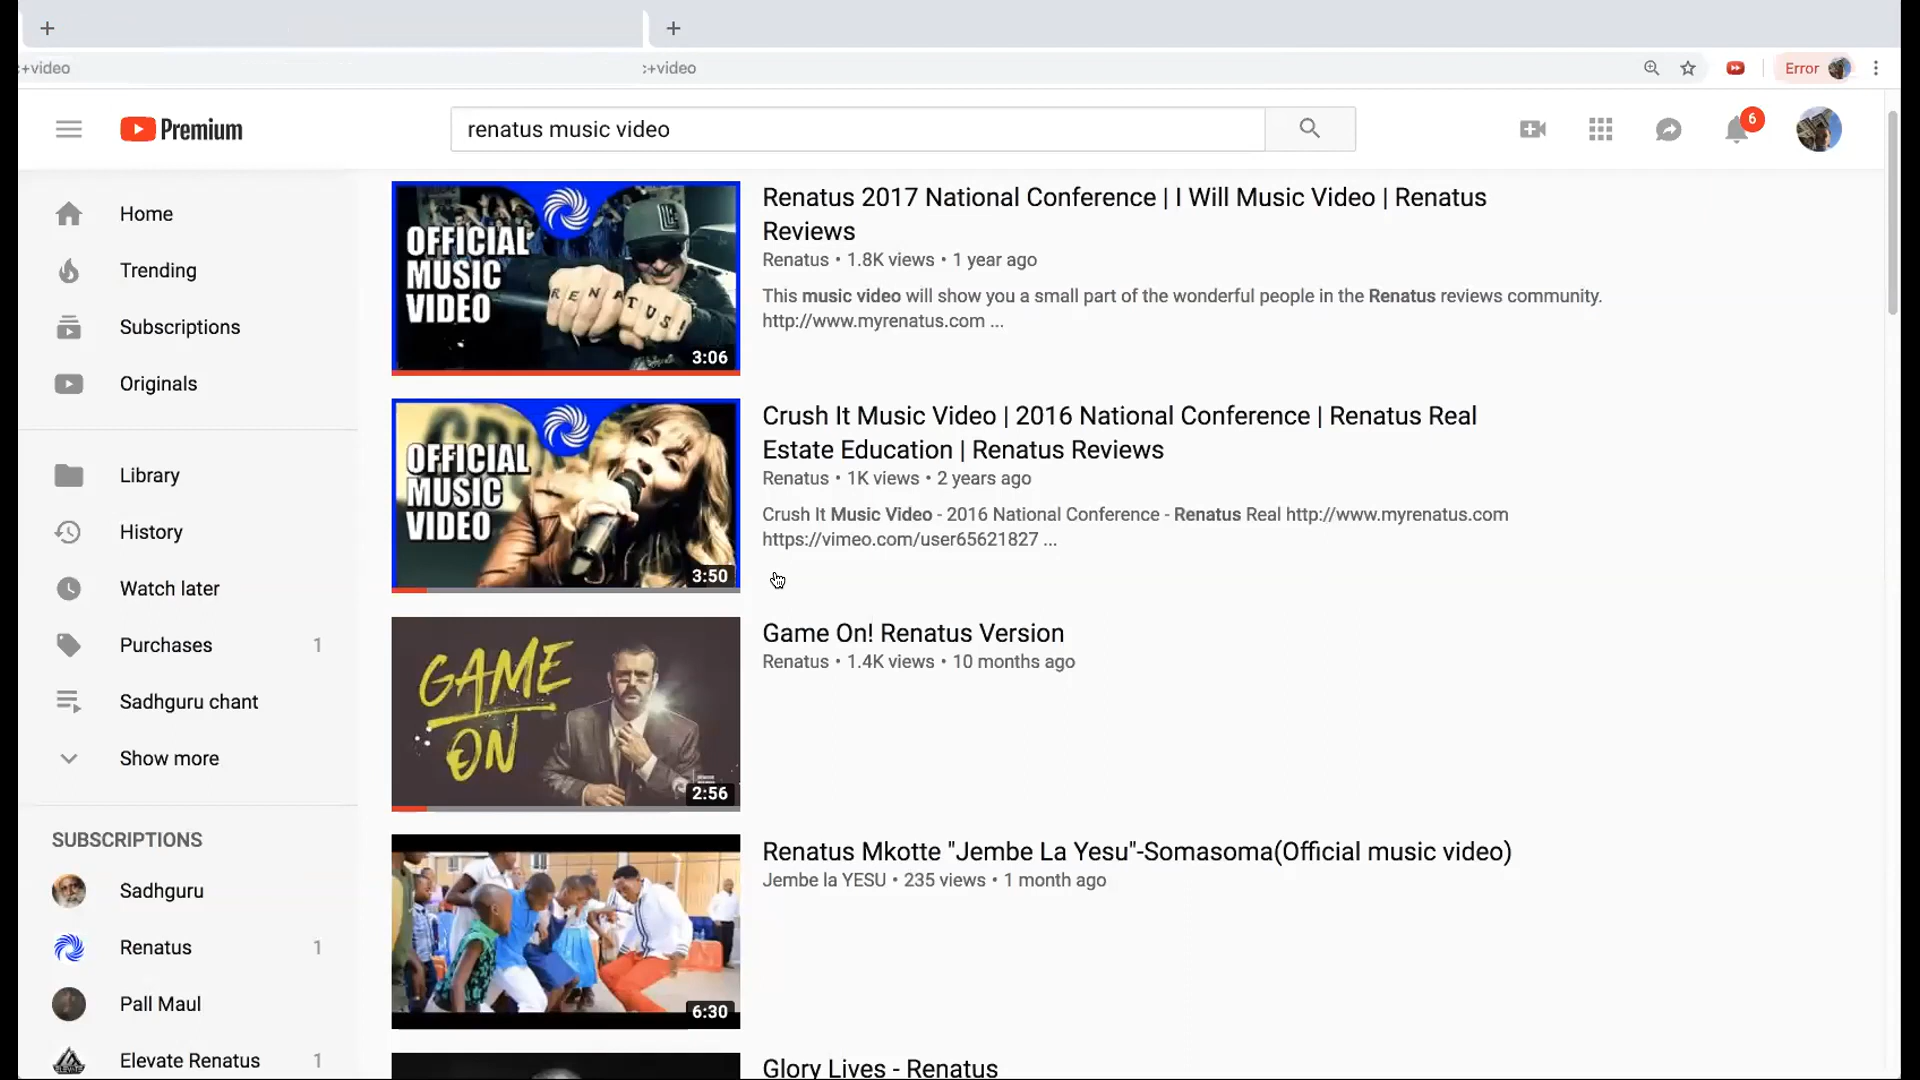 :+video
:+video
Error
Premium
renatus music video
6
Home
Trending
Subscriptions
Originals
Library
History
Watch later
Purchases 1
Sadhguru chant
Show more
SUBSCRIPTIONS
Sadhguru
Renatus 1
Pall Maul
Elevate Renatus 1
OFFICIAL
MUSIC
VIDEO
RENATUS!
3:06
Renatus 2017 National Conference | I Will Music Video | Renatus
Reviews
Renatus • 1.8K views • 1 year ago
This music video will show you a small part of the wonderful people in the Renatus reviews community.
http://www.myrenatus.com ...
OFFICIAL
MUSIC
VIDEO
3:50
Crush It Music Video | 2016 National Conference | Renatus Real
Estate Education | Renatus Reviews
Renatus • 1K views • 2 years ago
Crush It Music Video - 2016 National Conference - Renatus Real http://www.myrenatus.com
https://vimeo.com/user65621827 ...
GAME
ON
2:56
Game On! Renatus Version
Renatus • 1.4K views • 10 months ago
6:30
Renatus Mkotte "Jembe La Yesu"-Somasoma(Official music video)
Jembe la YESU • 235 views • 1 month ago
Glory Lives - Renatus